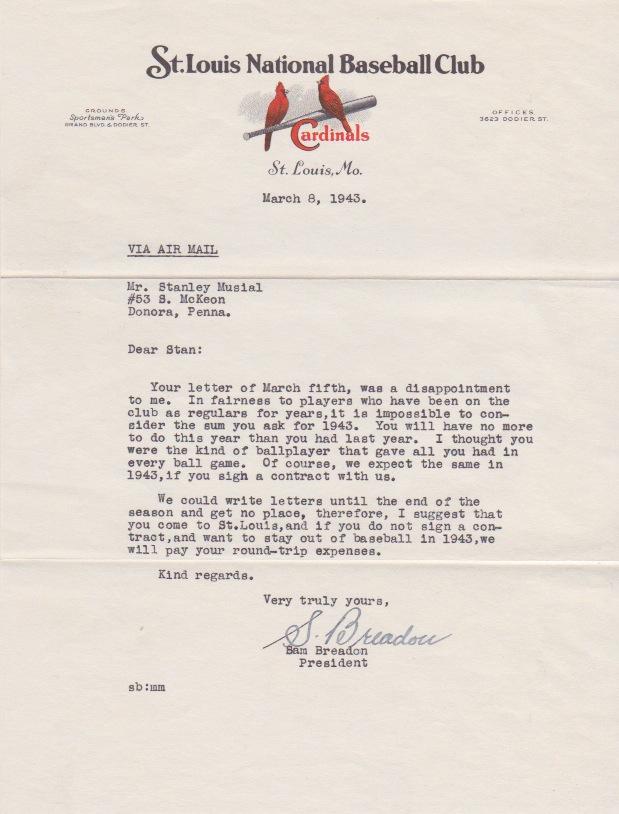 St. Louis National Baseball Club
GROUNDS
Sportsman's Park
GRAND BLVD. & DODIER ST.
OFFICES
3623 DODIER ST.
Cardinals
St. Louis, Mo.
March 8, 1943.
VIA AIR MAIL
Mr. Stanley Musial
#53 S. McKeon
Donora, Penna.
Dear Stan:
Your letter of March fifth, was a disappointment
to me. In fairness to players who have been on the
club as regulars for years,it is impossible to con-
sider the sum you ask for 1943. You will have no more
to do this year than you had last year. I thought you
were the kind of ballplayer that gave all you had in
every ball game. Of course, we expect the same in
1943,if you sigh a contract with us.
We could write letters until the end of the
season and get no place, therefore, I suggest that
you come to St.Louis,and if you do not sign a con-
tract,and want to stay out of baseball in 1943,we
will pay your round-trip expenses.
Kind regards.
Very truly yours,
S. Breadon
Sam Breadon
President
sb:mm